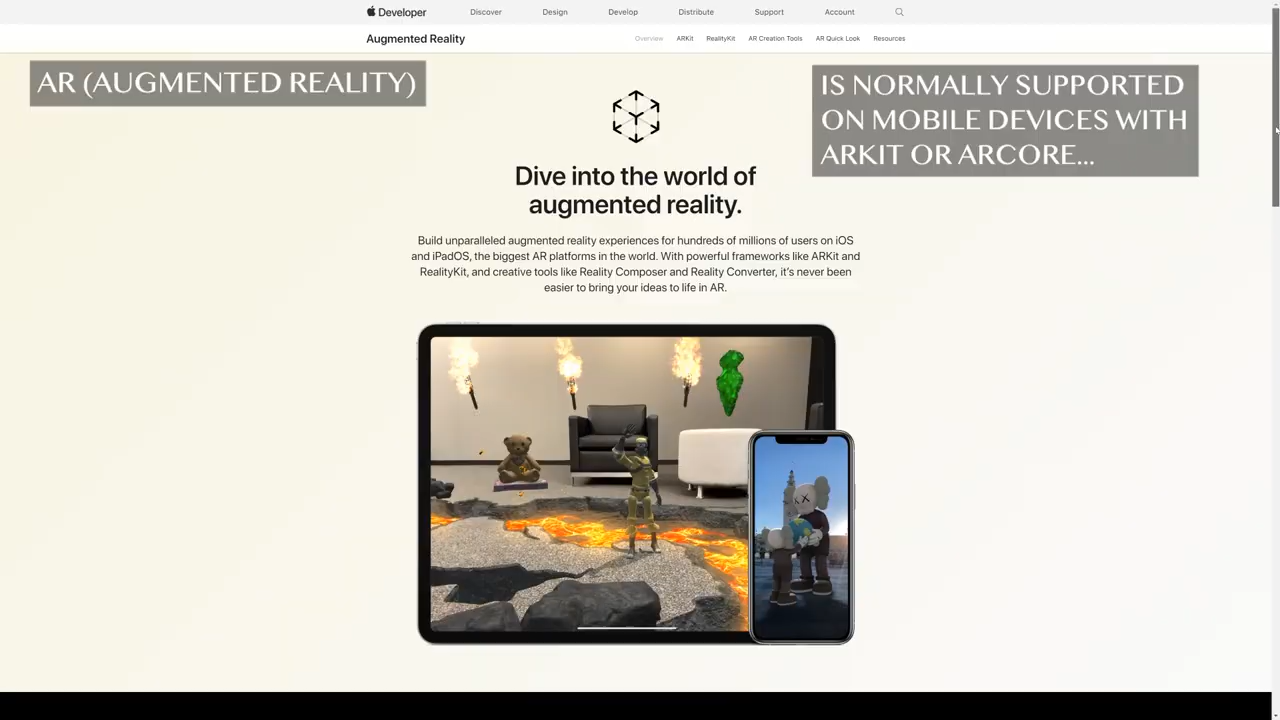 Developer
Discover
Design
Develop
Distribute
Support
Account
Augmented Reality
Overview
ARKit
RealityKit
AR Creation Tools
AR Quick Look
Resources
AR (AUGMENTED REALITY)
IS NORMALLY SUPPORTED
ON MOBILE DEVICES WITH
ARKIT OR ARCORE...
Dive into the world of
augmented reality.
Build unparalleled augmented reality experiences for hundreds of millions of users on iOS
and iPadOS, the biggest AR platforms in the world. With powerful frameworks like ARKit and
RealityKit, and creative tools like Reality Composer and Reality Converter, it's never been
easier to bring your ideas to life in AR.